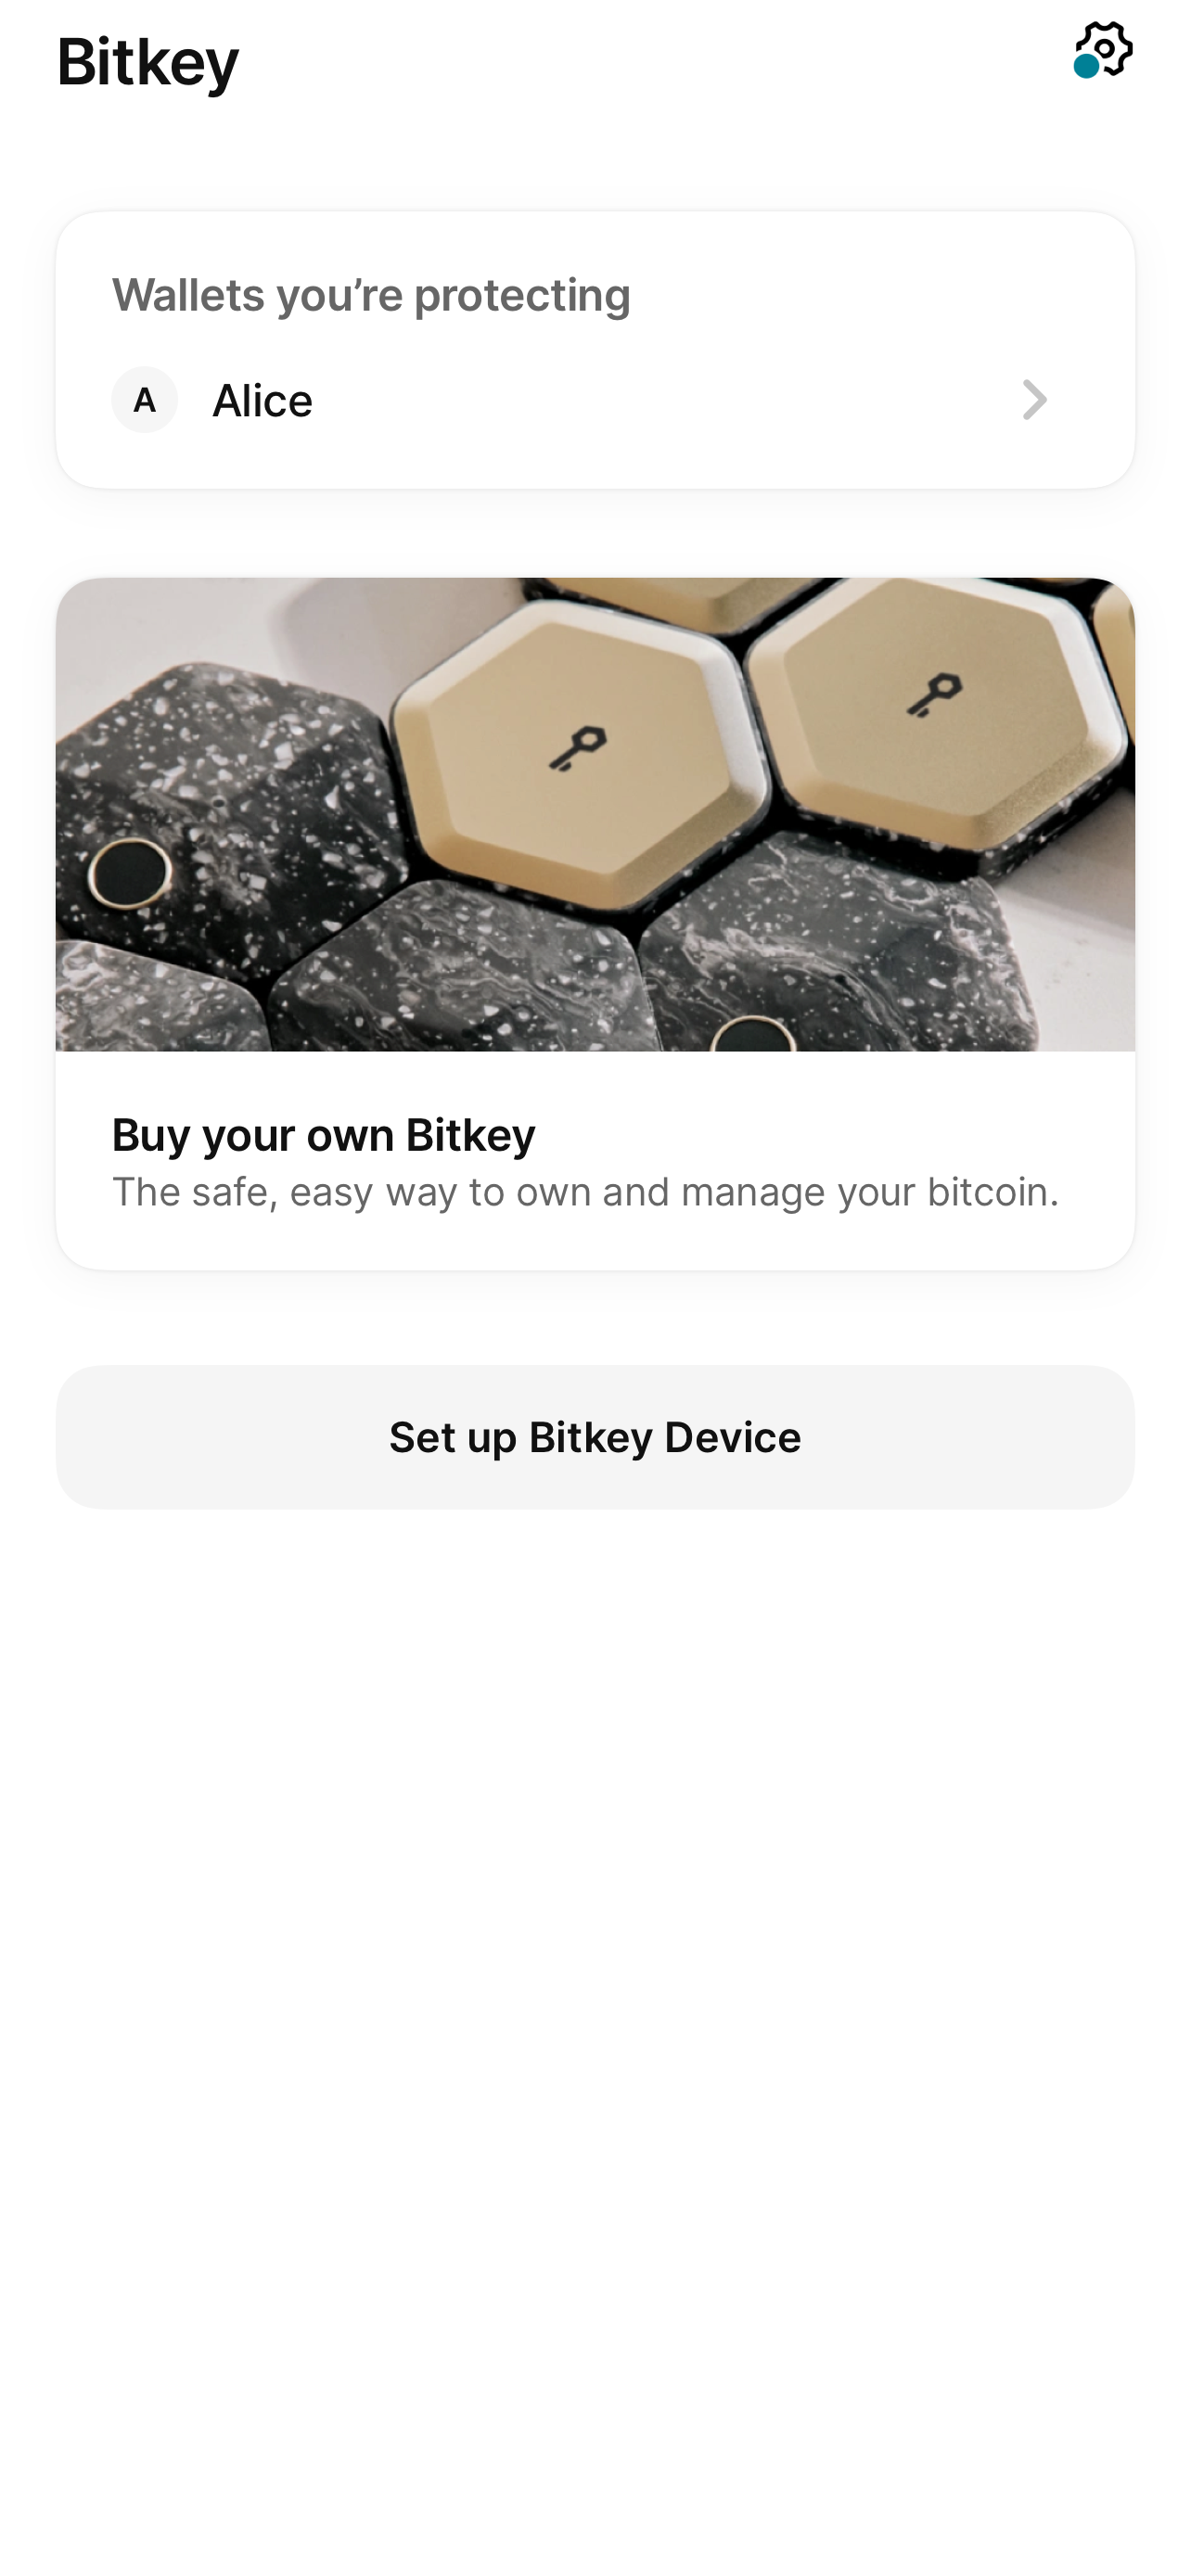 Bitkey
Wallets you’re protecting
A Alice
Buy your own Bitkey
The safe, easy way to own and manage your bitcoin.
Set up Bitkey Device